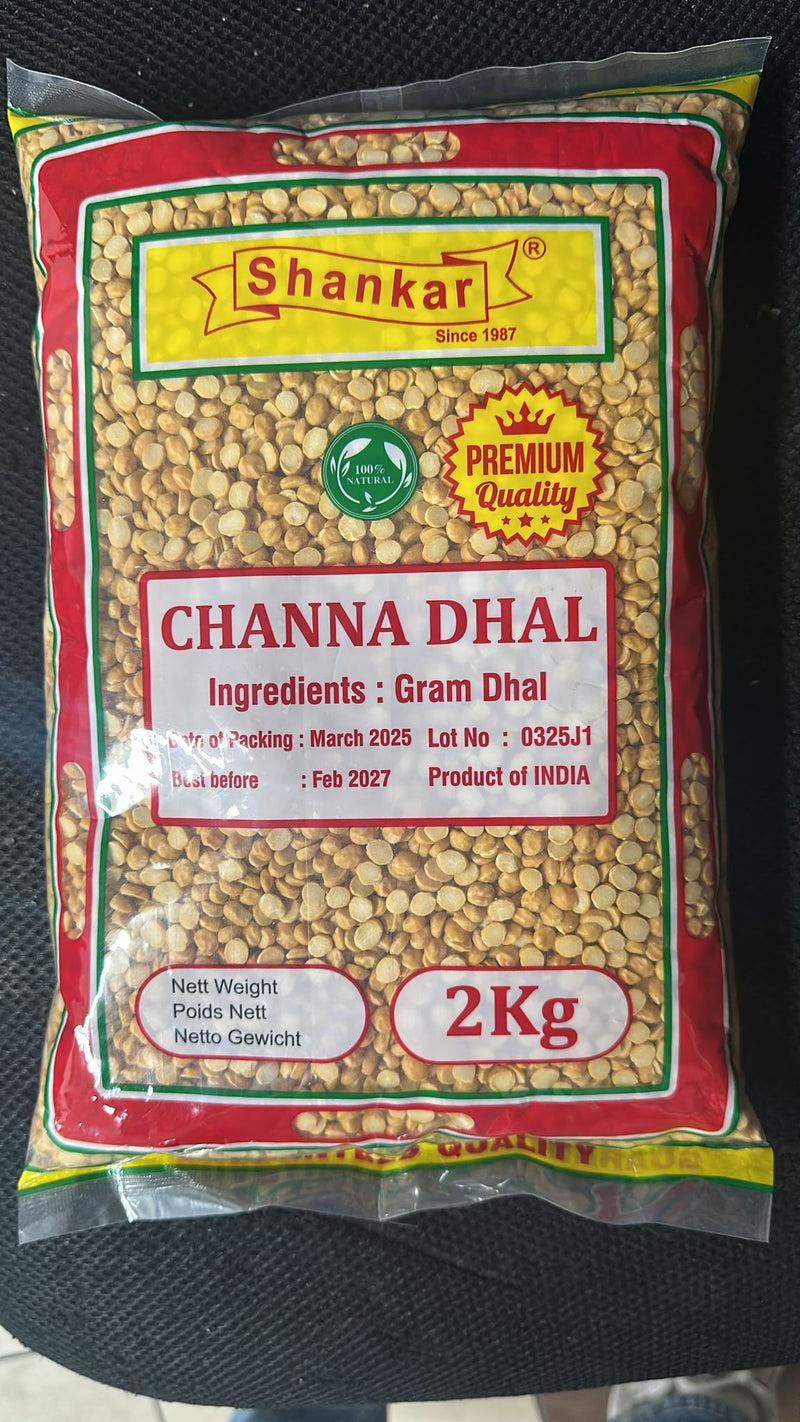 Shankar®
Since 1987
100%
NATURAL
PREMIUM
Quality
CHANNA DHAL
Ingredients : Gram Dhal
Date of Packing : March 2025 Lot No : 0325J1
Best before : Feb 2027 Product of INDIA
Nett Weight
Poids Nett
Netto Gewicht
2Kg
QUALITY